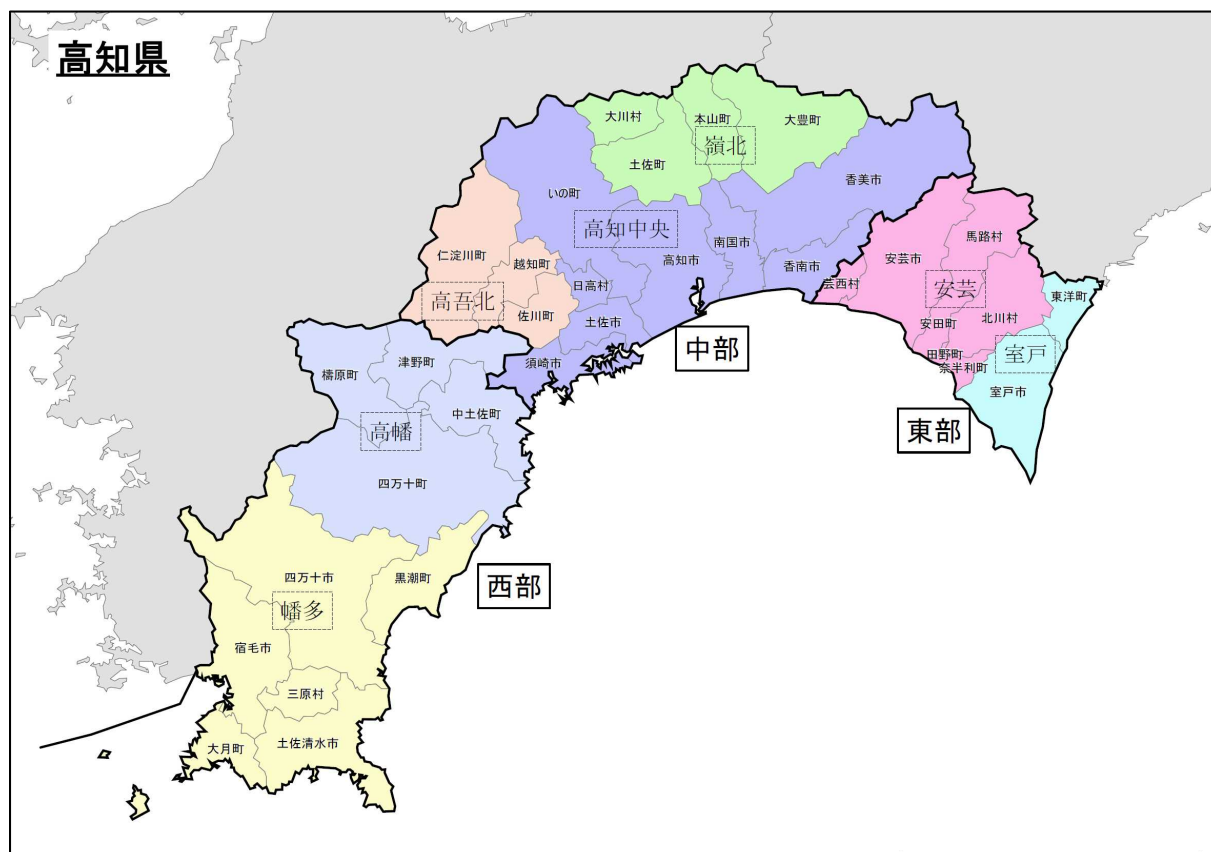 高知県
大川村
本山町
大豊町
嶺北
土佐町
香美市
いの町
高知中央
南国市
馬路村
仁淀川町
越知町
高知市
香南市
安芸市
日高村
芸西村
安芸
東洋町
高吾北
佐川町
土佐市
安田町
北川村
中部
田野町
室戸
奈半利町
須崎市
津野町
梼原町
室戸市
中土佐町
高幡
東部
四万十町
四万十市
黒潮町
西部
幡多
宿毛市
三原村
大月町
土佐清水市